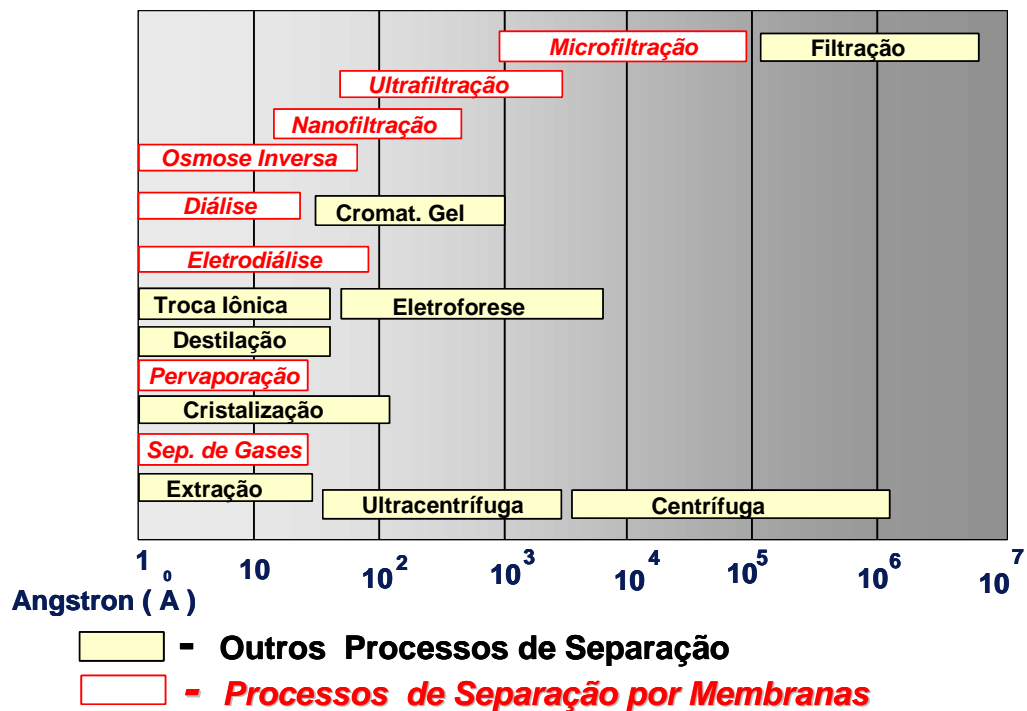 Microfiltração Filtração
Ultrafiltração
Nanofiltração
Osmose Inversa
Diálise Cromat. Gel
Eletrodiálise
Troca Iônica Eletroforese
Destilação
Pervaporação
Cristalização
Sep. de Gases
Extração Ultracentrífuga Centrífuga
1 10 10² 10³ 10⁴ 10⁵ 10⁶ 10⁷
Angstron ( Å )
- Outros Processos de Separação
- Processos de Separação por Membranas